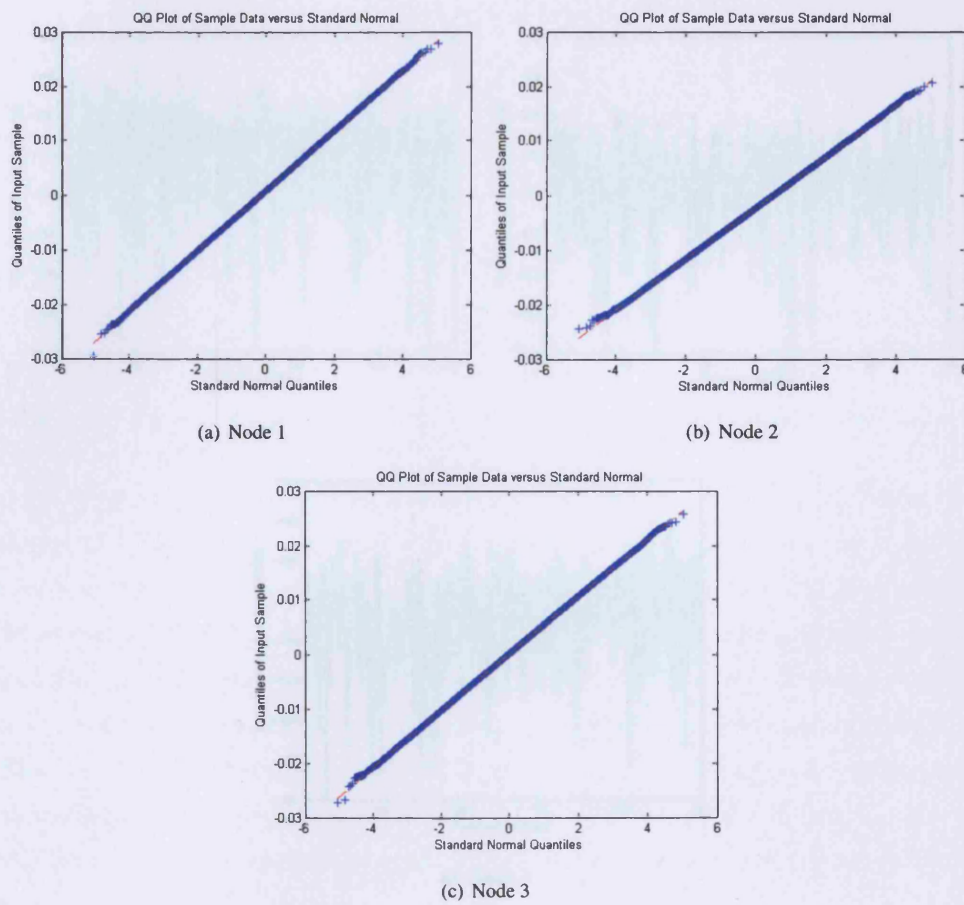 QQ Plot of Sample Data versus Standard Normal
Quantiles of Input Sample
0.03
0.02
0.01
0
-0.01
-0.02
-0.03
-6 -4 -2 0 2 4 6
Standard Normal Quantiles
(a) Node 1
QQ Plot of Sample Data versus Standard Normal
Quantiles of Input Sample
0.03
0.02
0.01
0
-0.01
-0.02
-0.03
-6 -4 -2 0 2 4 6
Standard Normal Quantiles
(b) Node 2
QQ Plot of Sample Data versus Standard Normal
Quantiles of Input Sample
0.03
0.02
0.01
0
-0.01
-0.02
-0.03
-6 -4 -2 0 2 4 6
Standard Normal Quantiles
(c) Node 3